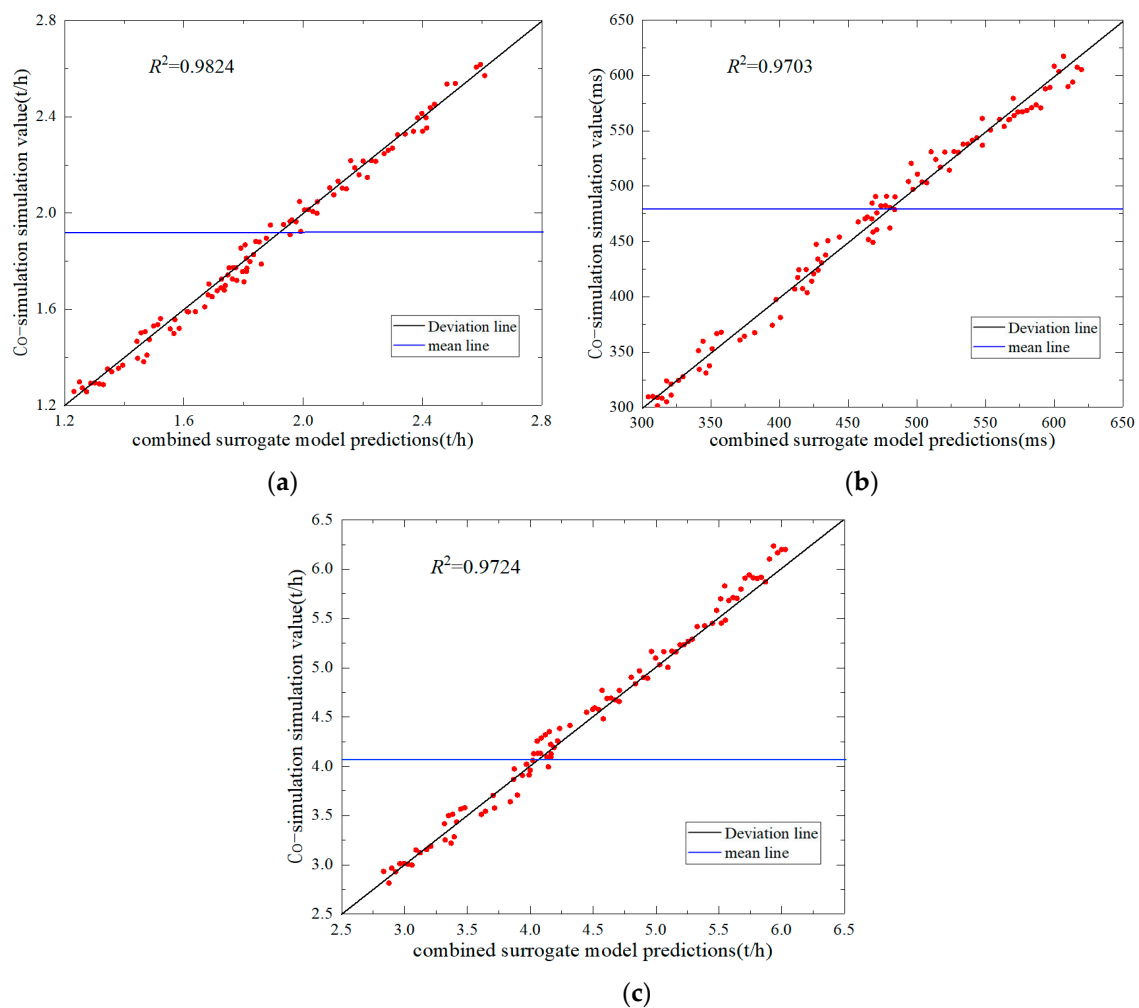 2.8
2.4
2.0
1.6
1.2
Co-simulation simulation value(t/h)
R²=0.9824
Deviation line
mean line
1.2 1.6 2.0 2.4 2.8
combined surrogate model predictions(t/h)
(a)
650
600
550
500
450
400
350
300
Co-simulation simulation value(ms)
R²=0.9703
Deviation line
mean line
300 350 400 450 500 550 600 650
combined surrogate model predictions(ms)
(b)
6.5
6.0
5.5
5.0
4.5
4.0
3.5
3.0
2.5
Co-simulation simulation value(t/h)
R²=0.9724
Deviation line
mean line
2.5 3.0 3.5 4.0 4.5 5.0 5.5 6.0 6.5
combined surrogate model predictions(t/h)
(c)